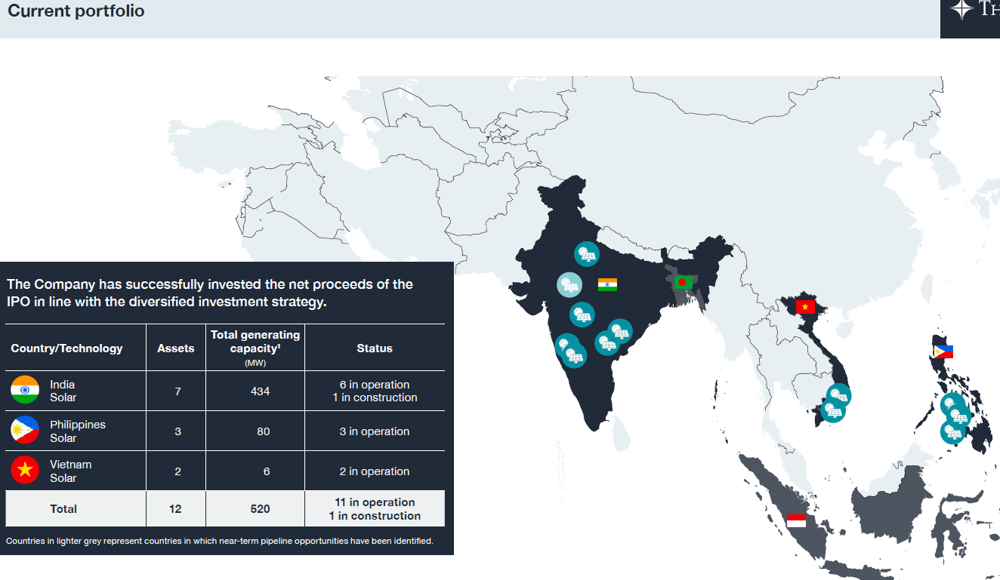 Current portfolio
The Company has successfully invested the net proceeds of the
IPO in line with the diversified investment strategy.
Country/Technology Assets Total generating capacity¹ (MW) Status
India Solar 7 434 6 in operation 1 in construction
Philippines Solar 3 80 3 in operation
Vietnam Solar 2 6 2 in operation
Total 12 520 11 in operation 1 in construction
Countries in lighter grey represent countries in which near-term pipeline opportunities have been identified.